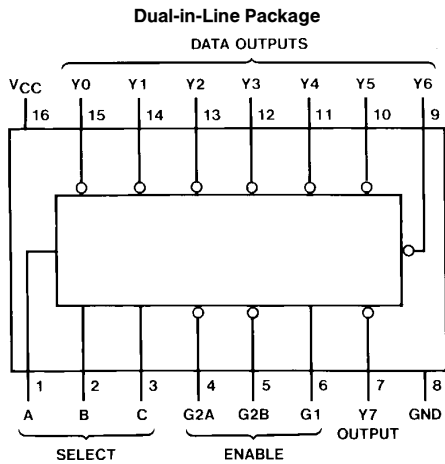 Dual-in-Line Package
DATA OUTPUTS
VCC Y0 Y1 Y2 Y3 Y4 Y5 Y6
16 15 14 13 12 11 10 9
1 2 3 4 5 6 7 8
A B C G2A G2B G1 Y7 GND
OUTPUT
SELECT ENABLE